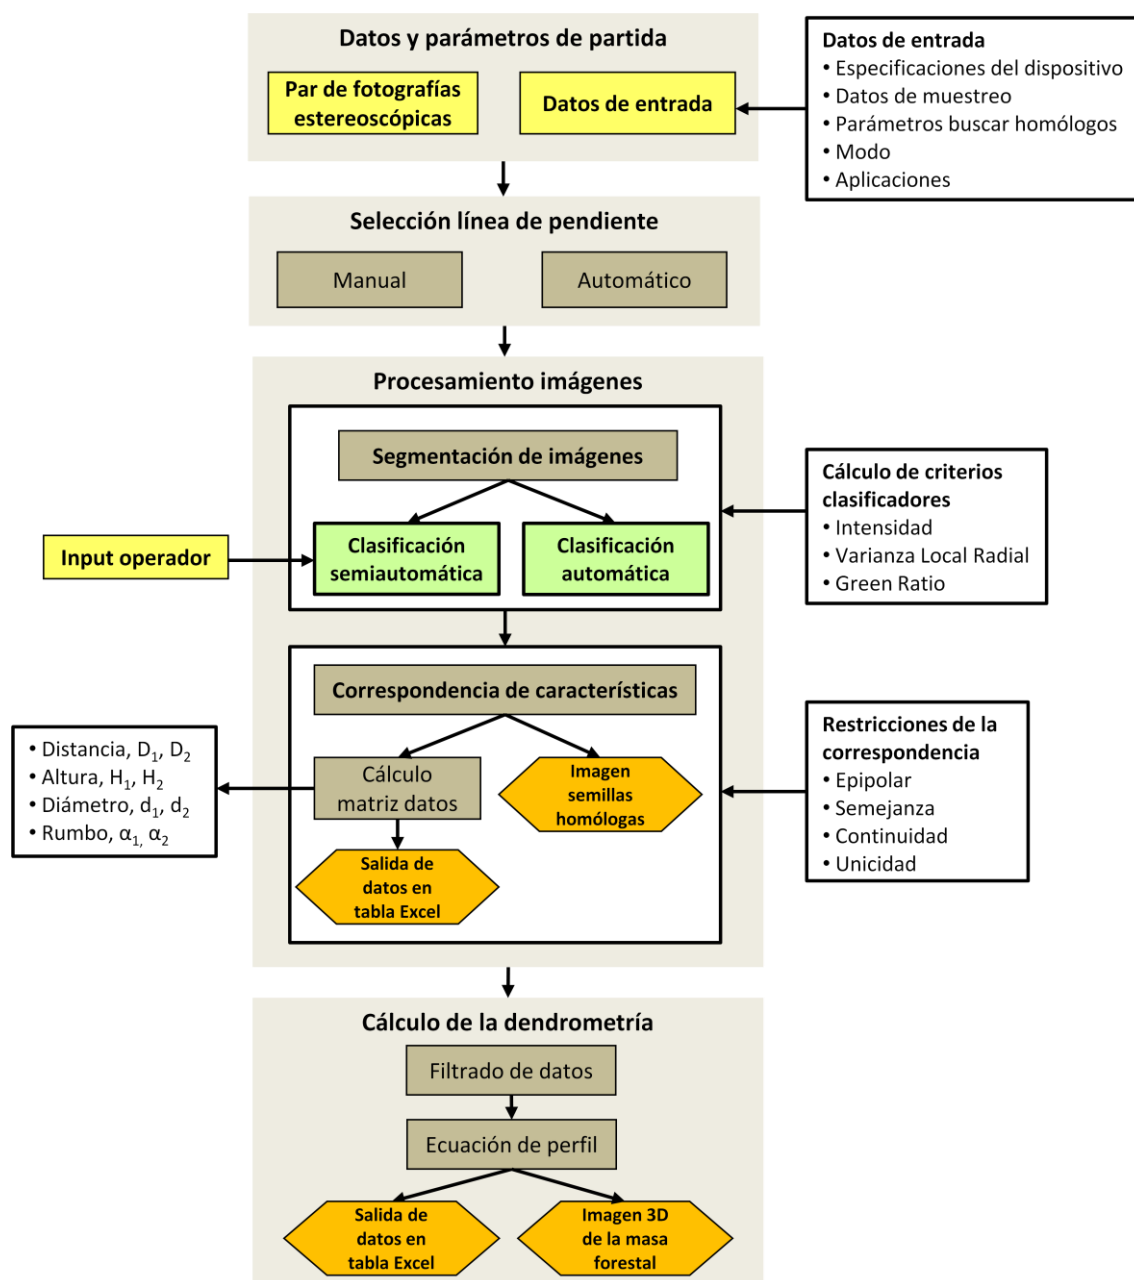 Datos y parámetros de partida
Par de fotografías
estereoscópicas
Datos de entrada
Datos de entrada
• Especificaciones del dispositivo
• Datos de muestreo
• Parámetros buscar homólogos
• Modo
• Aplicaciones
Selección línea de pendiente
Manual
Automático
Procesamiento imágenes
Segmentación de imágenes
Clasificación
semiautomática
Clasificación
automática
Input operador
Cálculo de criterios
clasificadores
• Intensidad
• Varianza Local Radial
• Green Ratio
Correspondencia de características
Cálculo
matriz datos
Imagen
semillas
homólogas
Salida de
datos en
tabla Excel
• Distancia, D₁, D₂
• Altura, H₁, H₂
• Diámetro, d₁, d₂
• Rumbo, α₁, α₂
Restricciones de la
correspondencia
• Epipolar
• Semejanza
• Continuidad
• Unicidad
Cálculo de la dendrometría
Filtrado de datos
Ecuación de perfil
Salida de
datos en
tabla Excel
Imagen 3D
de la masa
forestal